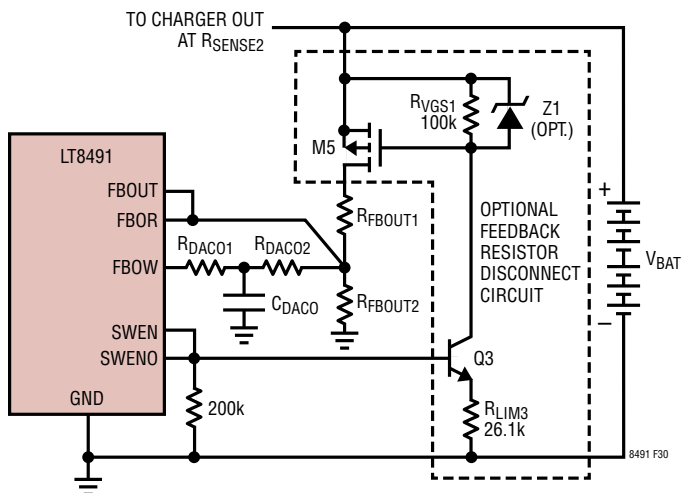 TO CHARGER OUT
AT RSENSE2
LT8491
FBOUT
FBOR
FBOW
SWEN
SWENO
GND
RDACO1
RDACO2
CDACO
200k
RVGS1
100k
Z1
(OPT.)
M5
RFBOUT1
RFBOUT2
OPTIONAL
FEEDBACK
RESISTOR
DISCONNECT
CIRCUIT
+
VBAT
–
Q3
RLIM3
26.1k
8491 F30